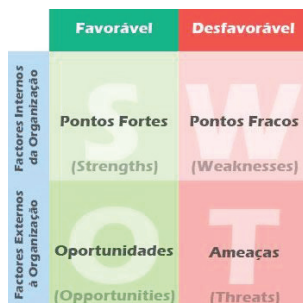 Favorável
Desfavorável
Factores Internos
da Organização
S
Pontos Fortes
(Strengths)
W
Pontos Fracos
(Weaknesses)
Factores Externos
à Organização
O
Oportunidades
(Opportunities)
T
Ameaças
(Threats)